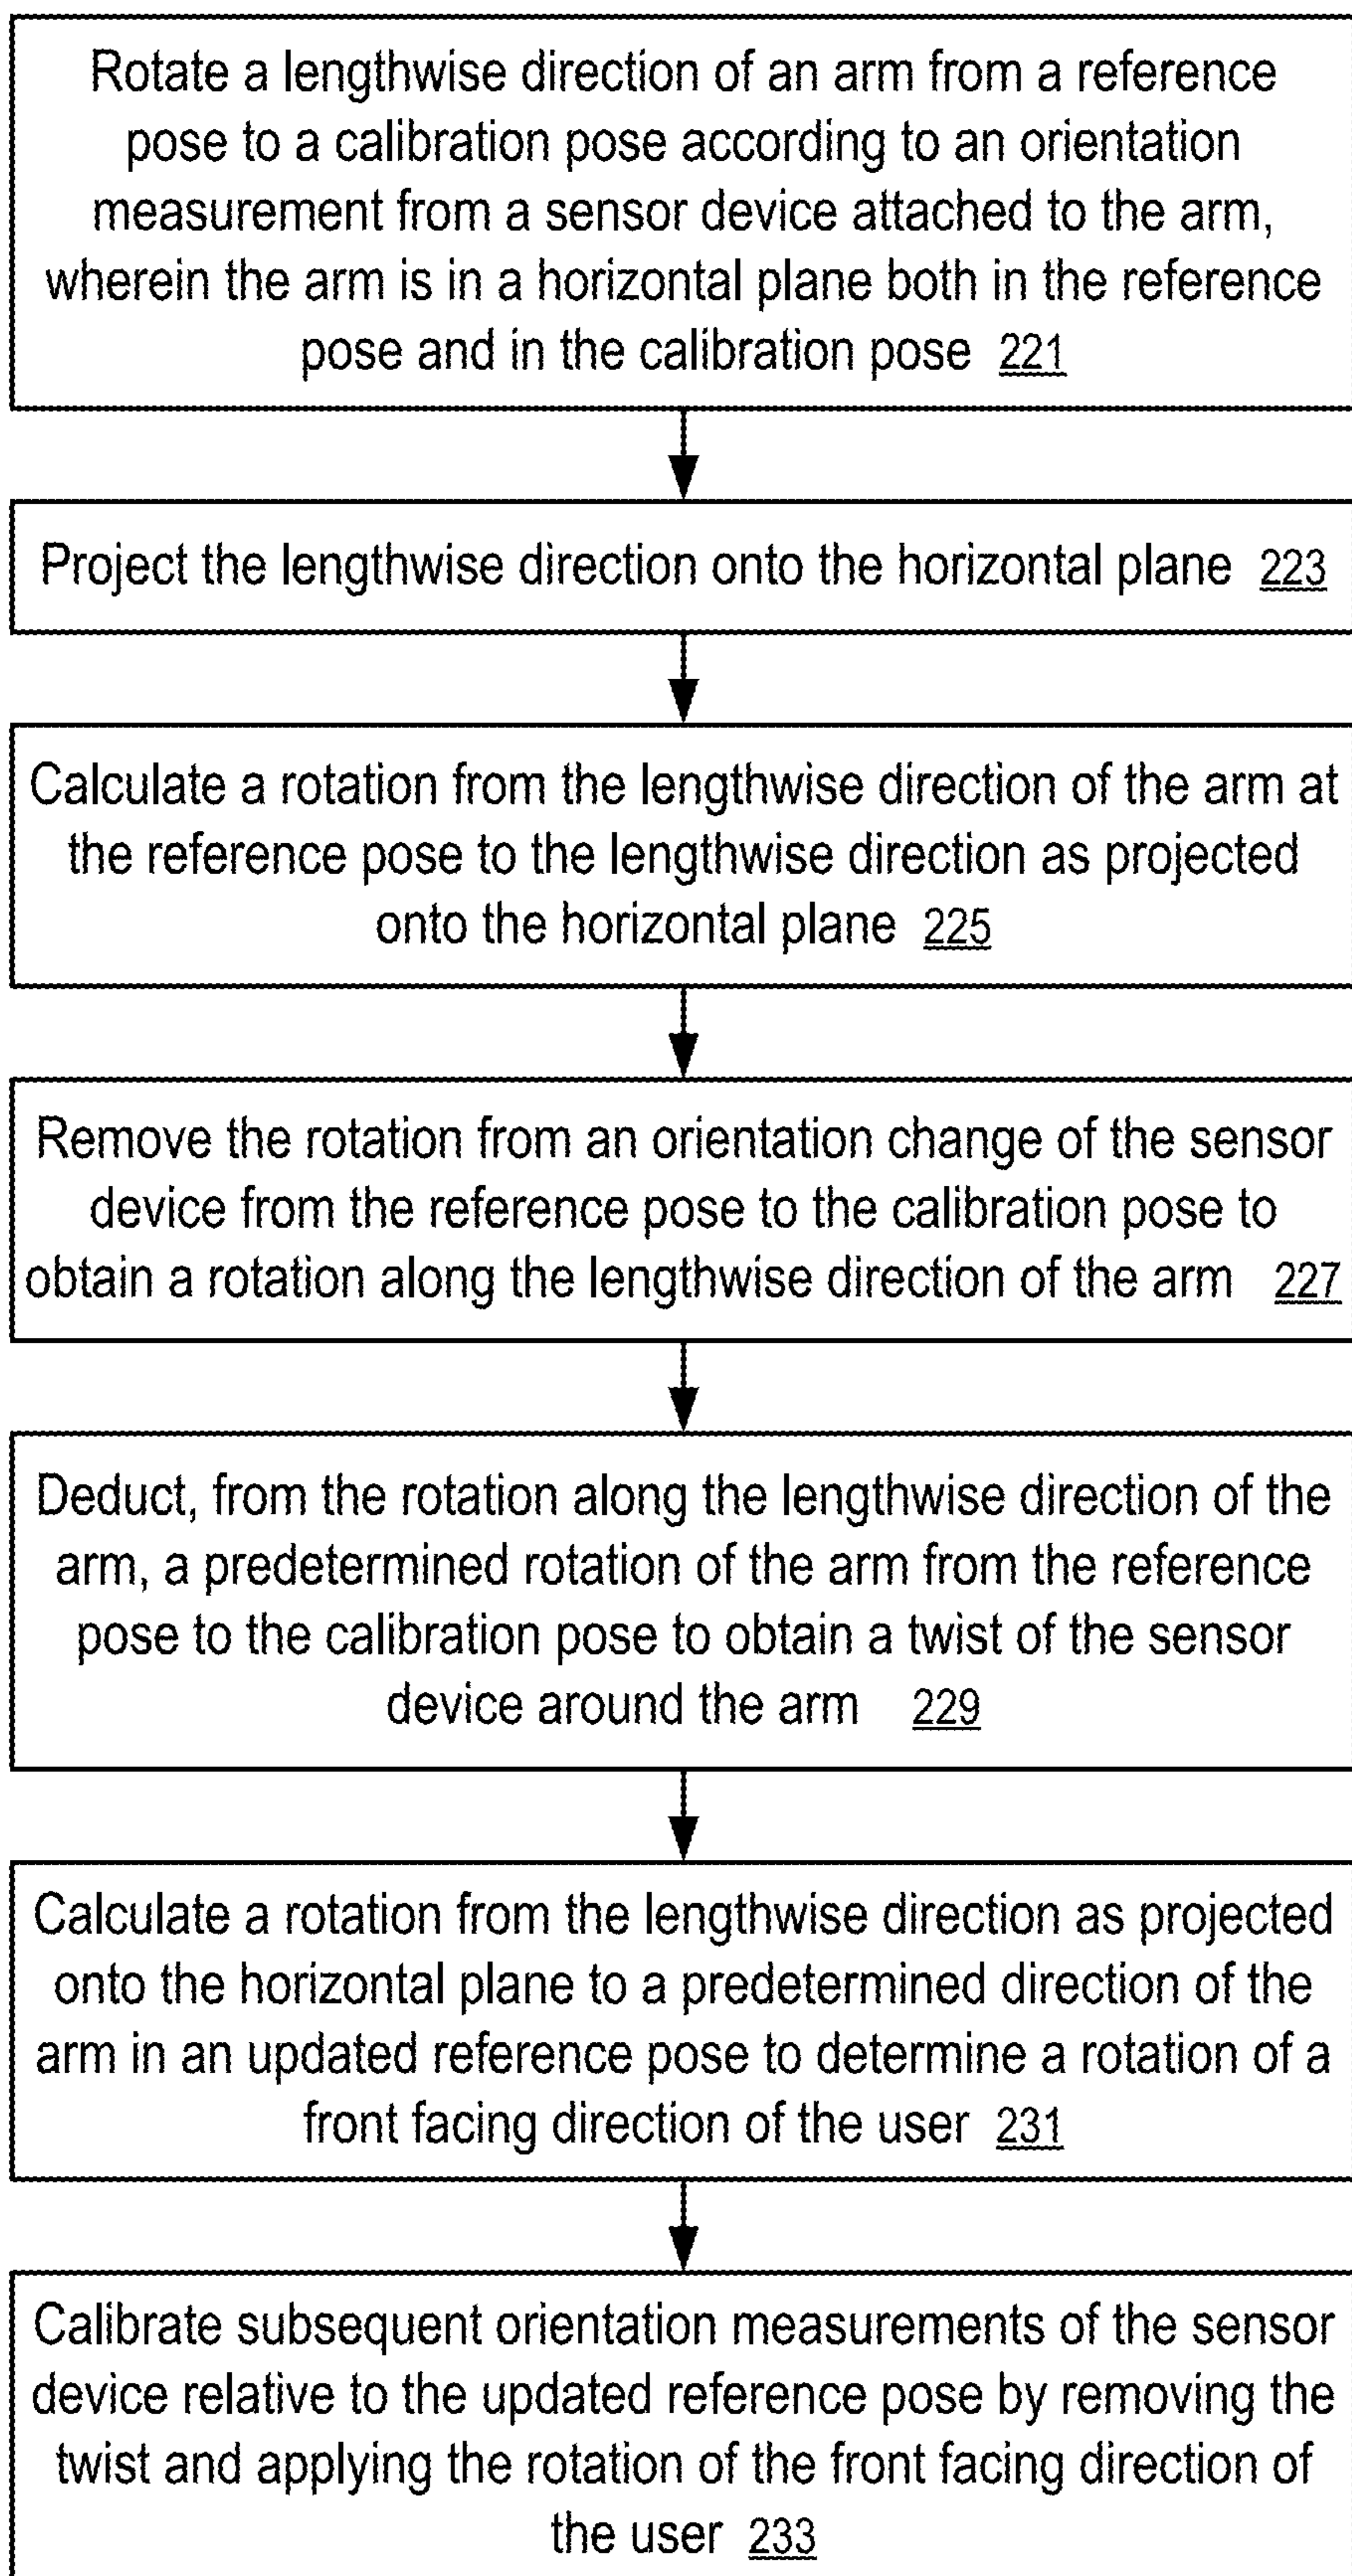 Rotate a lengthwise direction of an arm from a reference
pose to a calibration pose according to an orientation
measurement from a sensor device attached to the arm,
wherein the arm is in a horizontal plane both in the reference
pose and in the calibration pose 221
Project the lengthwise direction onto the horizontal plane 223
Calculate a rotation from the lengthwise direction of the arm at
the reference pose to the lengthwise direction as projected
onto the horizontal plane 225
Remove the rotation from an orientation change of the sensor
device from the reference pose to the calibration pose to
obtain a rotation along the lengthwise direction of the arm 227
Deduct, from the rotation along the lengthwise direction of the
arm, a predetermined rotation of the arm from the reference
pose to the calibration pose to obtain a twist of the sensor
device around the arm 229
Calculate a rotation from the lengthwise direction as projected
onto the horizontal plane to a predetermined direction of the
arm in an updated reference pose to determine a rotation of a
front facing direction of the user 231
Calibrate subsequent orientation measurements of the sensor
device relative to the updated reference pose by removing the
twist and applying the rotation of the front facing direction of
the user 233